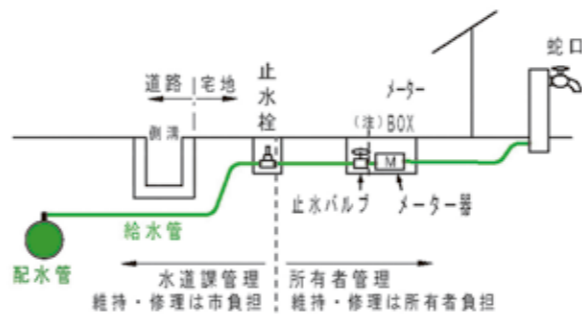 道路
宅地
止水栓
メーター
(注)
BOX
蛇口
側溝
M
止水バルブ
メーター器
給水管
配水管
水道課管理
維持・修理は市負担
所有者管理
維持・修理は所有者負担